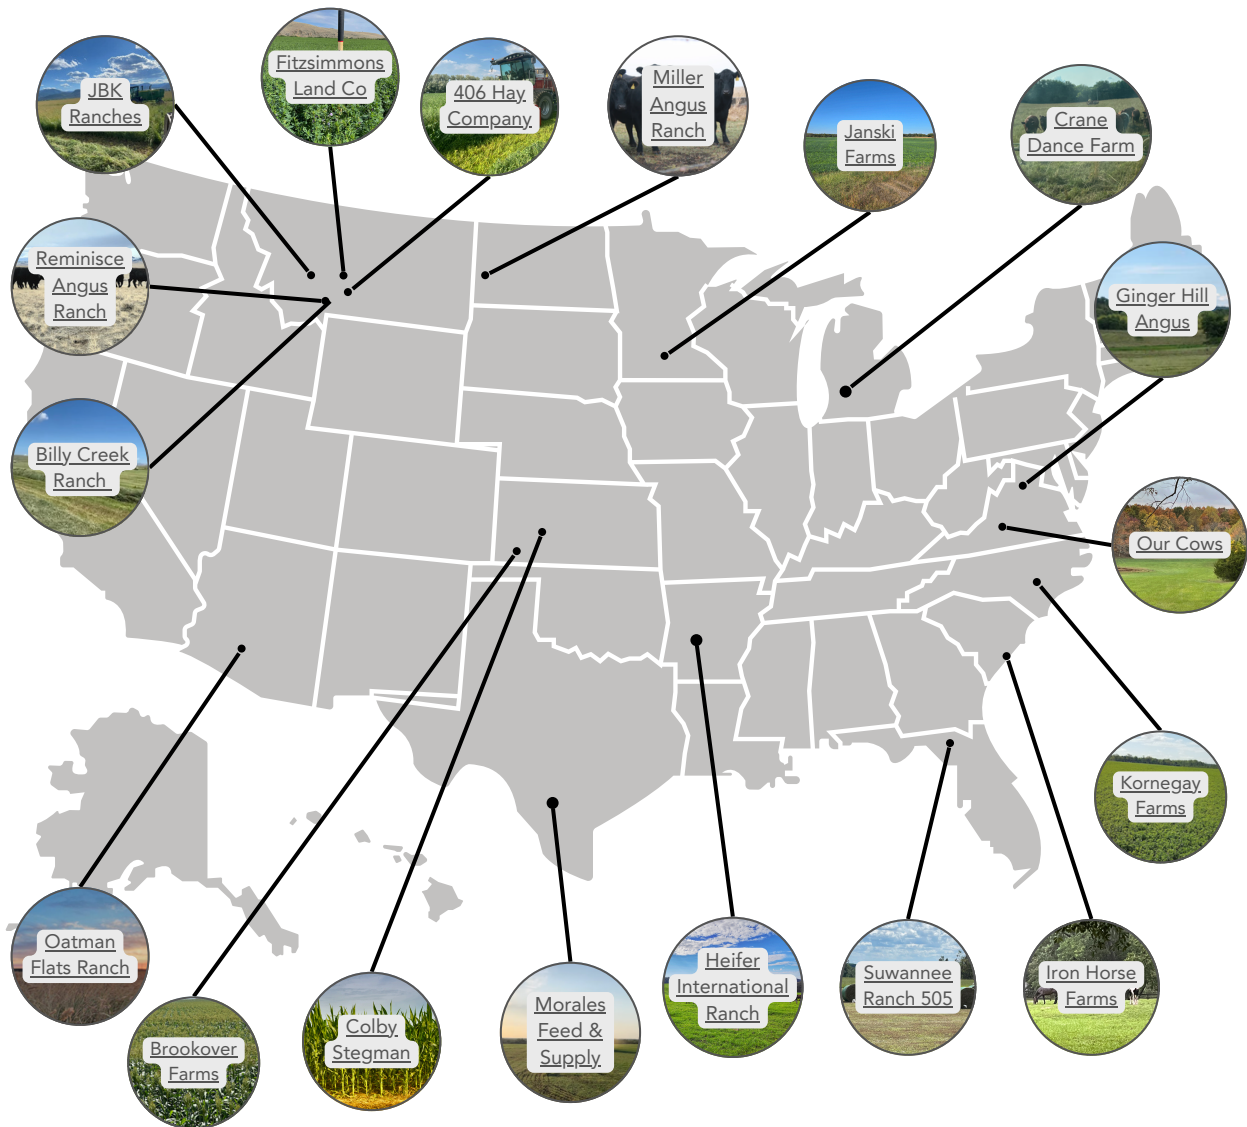 Fitzsimmons
Land Co
JBK
Ranches
406 Hay
Company
Miller
Angus
Ranch
Janski
Farms
Crane
Dance Farm
Reminisce
Angus
Ranch
Ginger Hill
Angus
Billy Creek
Ranch
Our Cows
Kornegay
Farms
Oatman
Flats Ranch
Brookover
Farms
Colby
Stegman
Morales
Feed &
Supply
Heifer
International
Ranch
Suwannee
Ranch 505
Iron Horse
Farms